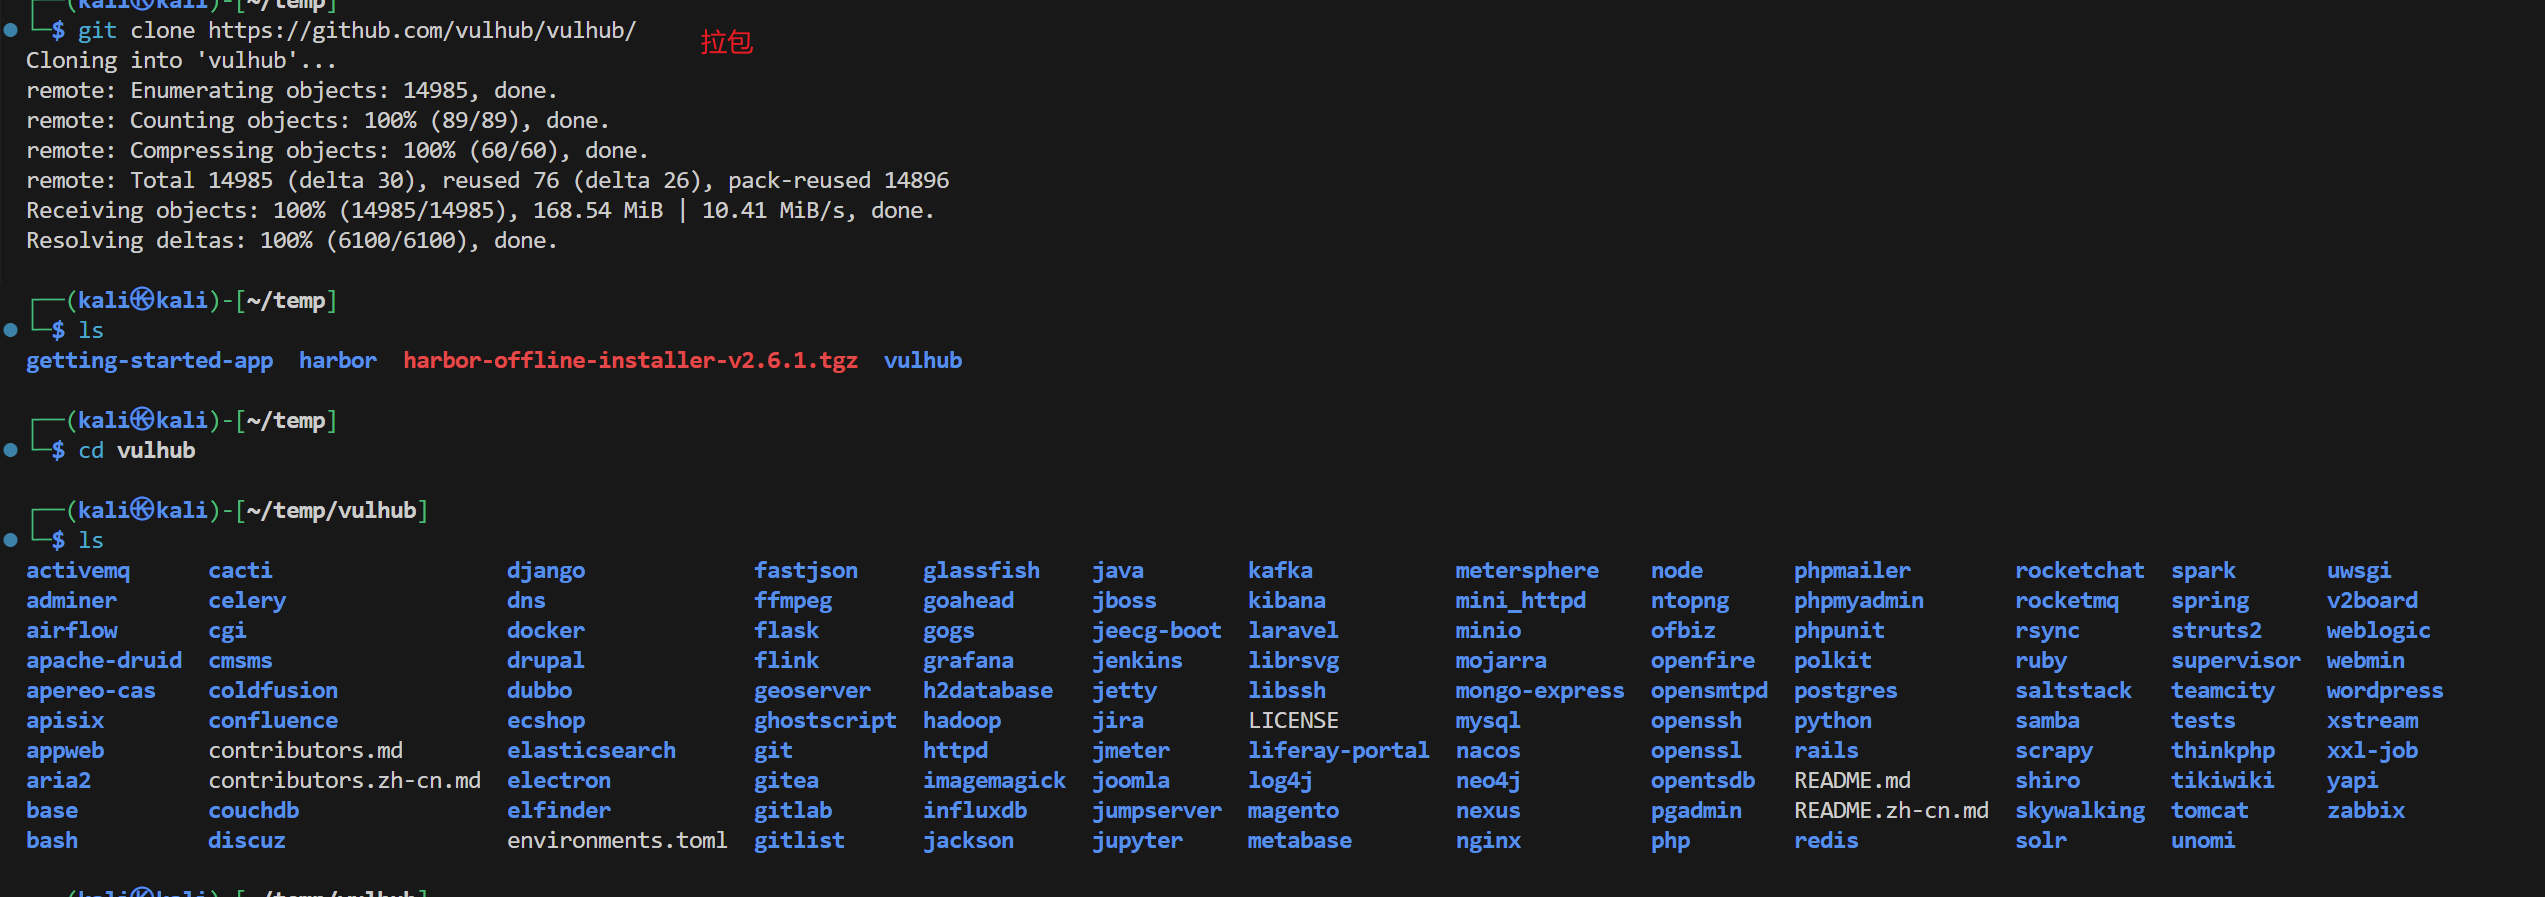 (kali㉿kali)-[~/temp]
$ git clone https://github.com/vulhub/vulhub/
拉包
Cloning into 'vulhub'...
remote: Enumerating objects: 14985, done.
remote: Counting objects: 100% (89/89), done.
remote: Compressing objects: 100% (60/60), done.
remote: Total 14985 (delta 30), reused 76 (delta 26), pack-reused 14896
Receiving objects: 100% (14985/14985), 168.54 MiB | 10.41 MiB/s, done.
Resolving deltas: 100% (6100/6100), done.
(kali㉿kali)-[~/temp]
$ ls
getting-started-app harbor harbor-offline-installer-v2.6.1.tgz vulhub
(kali㉿kali)-[~/temp]
$ cd vulhub
(kali㉿kali)-[~/temp/vulhub]
$ ls
activemq cacti django fastjson glassfish java kafka metersphere node phpmailer rocketchat spark uwsgi
adminer celery dns ffmpeg goahead jboss kibana mini_httpd ntopng phpmyadmin rocketmq spring v2board
airflow cgi docker flask gogs jeecg-boot laravel minio ofbiz phpunit rsync struts2 weblogic
apache-druid cmsms drupal flink grafana jenkins librsvg mojarra openfire polkit ruby supervisor webmin
apereo-cas coldfusion dubbo geoserver h2database jetty libssh mongo-express opensmtpd postgres saltstack teamcity wordpress
apisix confluence ecshop ghostscript hadoop jira LICENSE mysql openssh python samba tests xstream
appweb contributors.md elasticsearch git httpd jmeter liferay-portal nacos openssl rails scrapy thinkphp xxl-job
aria2 contributors.zh-cn.md electron gitea imagemagick joomla log4j neo4j opentsdb README.md shiro tikiwiki yapi
base couchdb elfinder gitlab influxdb jumpserver magento nexus pgadmin README.zh-cn.md skywalking tomcat zabbix
bash discuz environments.toml gitlist jackson jupyter metabase nginx php redis solr unomi
(kali㉿kali)-[~/temp/vulhub]